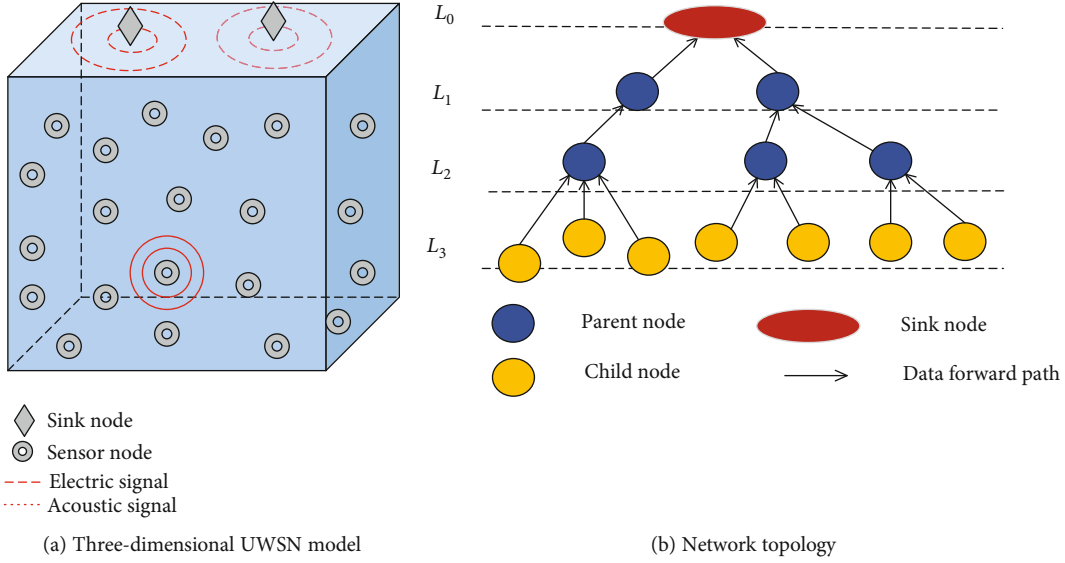 L₀
L₁
L₂
L₃
Parent node
Sink node
Child node
Data forward path
Sink node
Sensor node
Electric signal
Acoustic signal
(a) Three-dimensional UWSN model
(b) Network topology